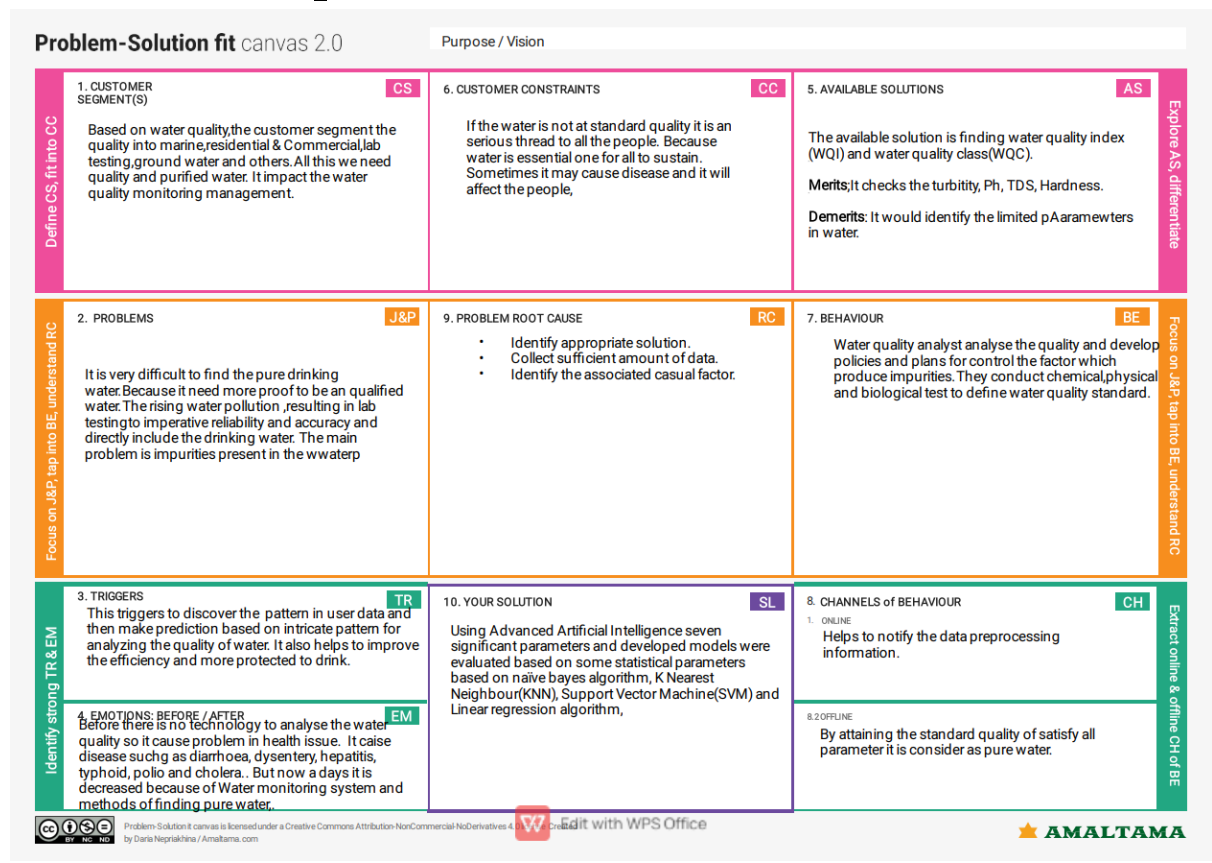 Problem-Solution fit canvas 2.0
Purpose / Vision
Define CS, fit into CC
1. CUSTOMER
SEGMENT(S)
CS
Based on water quality,the customer segment the
quality into marine,residential & Commercial,lab
testing,ground water and others.All this we need
quality and purified water. It impact the water
quality monitoring management.
6. CUSTOMER CONSTRAINTS
CC
If the water is not at standard quality it is an
serious thread to all the people. Because
water is essential one for all to sustain.
Sometimes it may cause disease and it will
affect the people,
5. AVAILABLE SOLUTIONS
AS
The available solution is finding water quality index
(WQI) and water quality class(WQC).
Merits;It checks the turbitity, Ph, TDS, Hardness.
Demerits: It would identify the limited pAaramewters
in water.
Explore AS, differentiate
Focus on J&P, tap into BE, understand RC
2. PROBLEMS
J&P
It is very difficult to find the pure drinking
water.Because it need more proof to be an qualified
water.The rising water pollution ,resulting in lab
testingto imperative reliability and accuracy and
directly include the drinking water. The main
problem is impurities present in the wwaterp
9. PROBLEM ROOT CAUSE
RC
• Identify appropriate solution.
• Collect sufficient amount of data.
• Identify the associated casual factor.
7. BEHAVIOUR
BE
Water quality analyst analyse the quality and develop
policies and plans for control the factor which
produce impurities.They conduct chemical,physical
and biological test to define water quality standard.
Focus on J&P, tap into BE, understand RC
Identify strong TR & EM
3. TRIGGERS
TR
This triggers to discover the pattern in user data and
then make prediction based on intricate pattern for
analyzing the quality of water. It also helps to improve
the efficiency and more protected to drink.
4. EMOTIONS: BEFORE / AFTER
EM
Before there is no technology to analyse the water
quality so it cause problem in health issue. It caise
disease suchg as diarrhoea, dysentery, hepatitis,
typhoid, polio and cholera.. But now a days it is
decreased because of Water monitoring system and
methods of finding pure water,.
10. YOUR SOLUTION
SL
Using Advanced Artificial Intelligence seven
significant parameters and developed models were
evaluated based on some statistical parameters
based on naïve bayes algorithm, K Nearest
Neighbour(KNN), Support Vector Machine(SVM) and
Linear regression algorithm,
8. CHANNELS of BEHAVIOUR
CH
1. ONLINE
Helps to notify the data preprocessing
information.
8.2 OFFLINE
By attaining the standard quality of satisfy all
parameter it is consider as pure water.
Extract online & offline CH of BE
cc BY NC ND
Problem-Solution it canvas is licensed under a Creative Commons Attribution-NonCommercial-NoDerivatives 4.
by Daria Nepriakhina / Amaltama.com
Edit with WPS Office
AMALTAMA